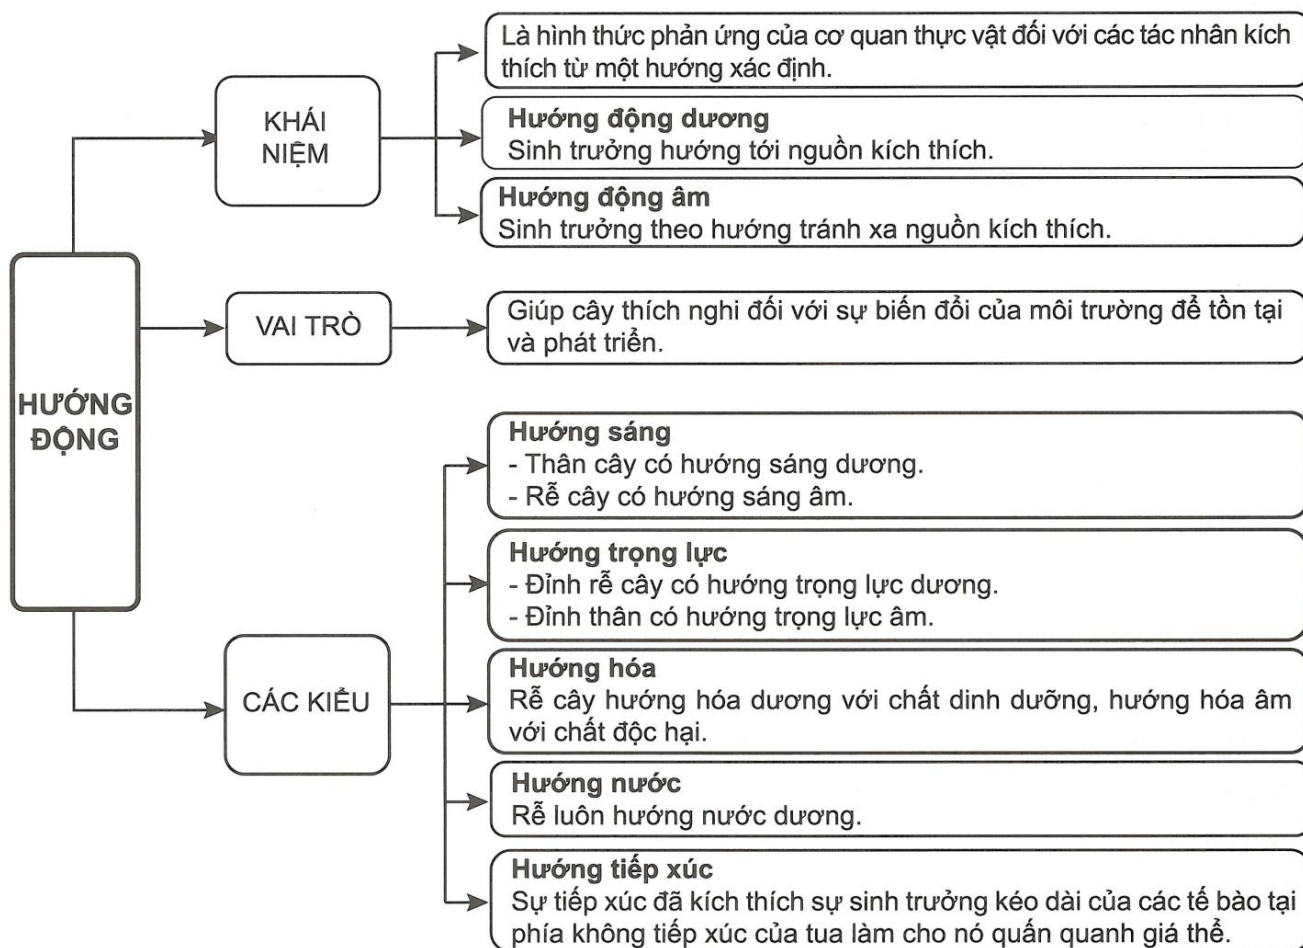 HƯỚNG
ĐỘNG
KHÁI
NIỆM
Là hình thức phản ứng của cơ quan thực vật đối với các tác nhân kích
thích từ một hướng xác định.
Hướng động dương
Sinh trưởng hướng tới nguồn kích thích.
Hướng động âm
Sinh trưởng theo hướng tránh xa nguồn kích thích.
VAI TRÒ
Giúp cây thích nghi đối với sự biến đổi của môi trường để tồn tại
và phát triển.
CÁC KIỂU
Hướng sáng
- Thân cây có hướng sáng dương.
- Rễ cây có hướng sáng âm.
Hướng trọng lực
- Đỉnh rễ cây có hướng trọng lực dương.
- Đỉnh thân có hướng trọng lực âm.
Hướng hóa
Rễ cây hướng hóa dương với chất dinh dưỡng, hướng hóa âm
với chất độc hại.
Hướng nước
Rễ luôn hướng nước dương.
Hướng tiếp xúc
Sự tiếp xúc đã kích thích sự sinh trưởng kéo dài của các tế bào tại
phía không tiếp xúc của tua làm cho nó quấn quanh giá thể.